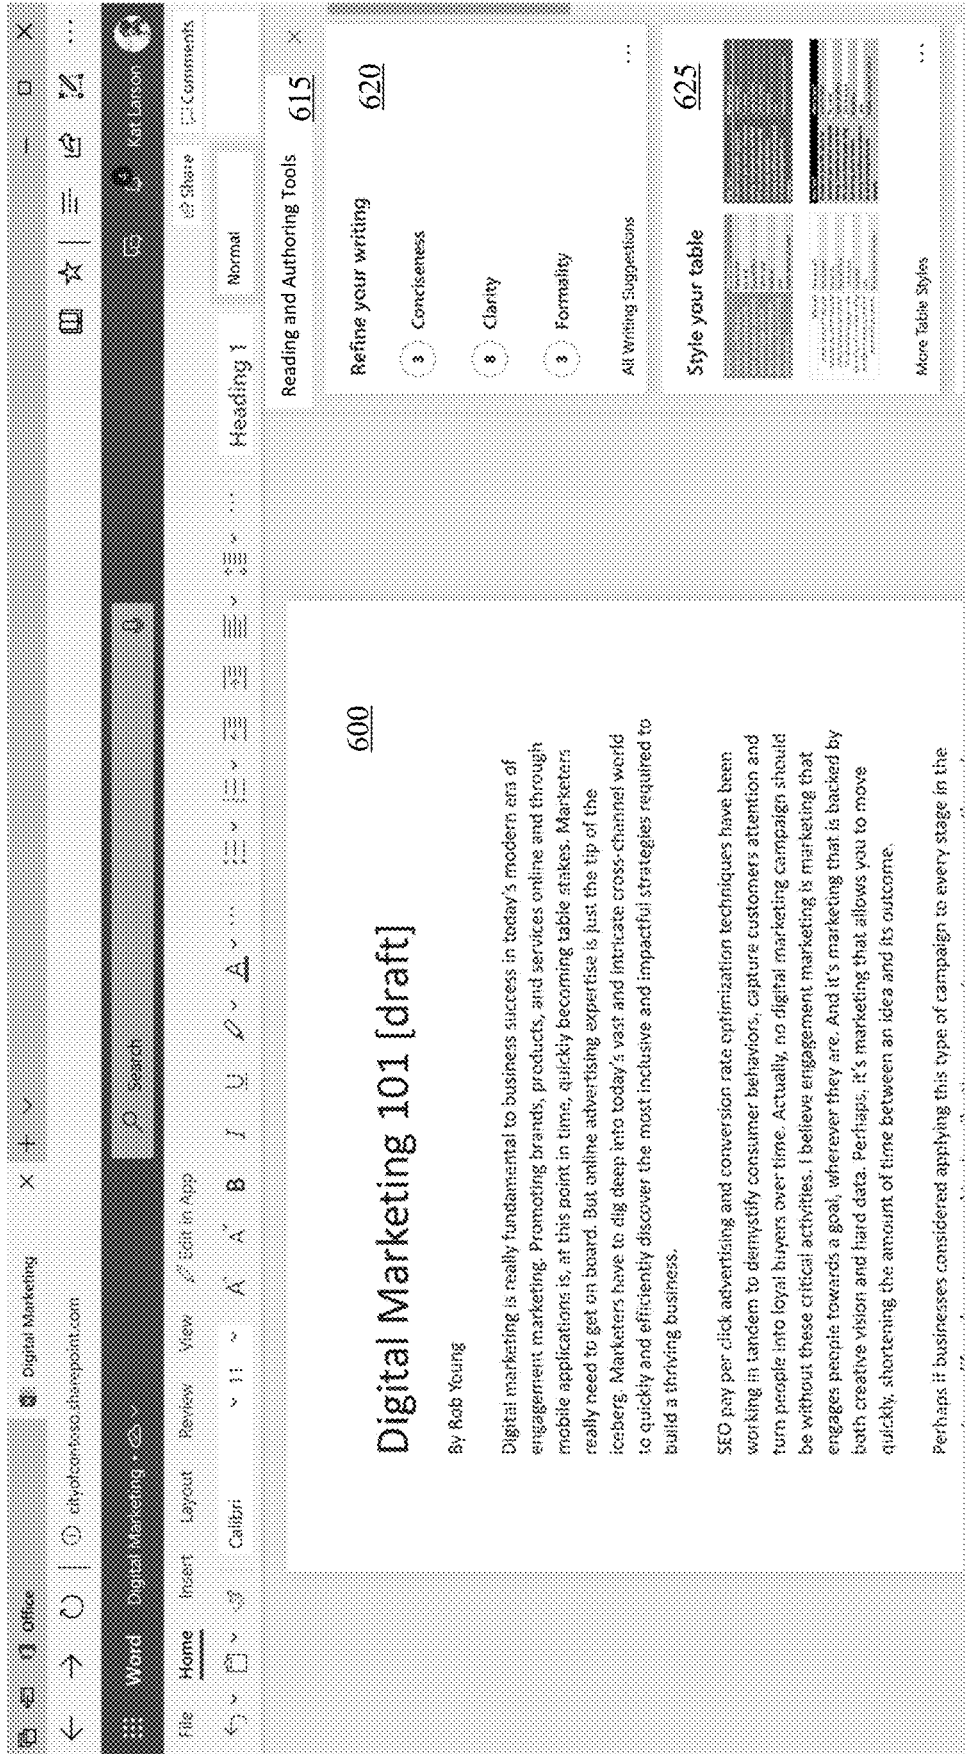 Office
Digital Marketing
cityofcontoso.sharepoint.com
Word
Digital Marketing
Search
Kat Larson
File Home Insert Layout Review View Edit in App
Share
Comments
Calibri 11 A A B I U A
Heading 1
Normal
600
Digital Marketing 101 [draft]
By Rob Young
Digital marketing is really fundamental to business success in today's modern era of
engagement marketing. Promoting brands, products, and services online and through
mobile applications is, at this point in time, quickly becoming table stakes. Marketers
really need to get on board. But online advertising expertise is just the tip of the
iceberg. Marketers have to dig deep into today's vast and intricate cross-channel world
to quickly and efficiently discover the most inclusive and impactful strategies required to
build a thriving business.
SEO pay per click advertising and conversion rate optimization techniques have been
working in tandem to demystify consumer behaviors, capture customers attention and
turn people into loyal buyers over time. Actually, no digital marketing campaign should
be without these critical activities. I believe engagement marketing is marketing that
engages people towards a goal, wherever they are. And it's marketing that is backed by
both creative vision and hard data. Perhaps, it's marketing that allows you to move
quickly, shortening the amount of time between an idea and its outcome.
Perhaps if businesses considered applying this type of campaign to every stage in the
Reading and Authoring Tools
615
Refine your writing
620
3 Conciseness
8 Clarity
3 Formality
All Writing Suggestions
Style your table
625
More Table Styles